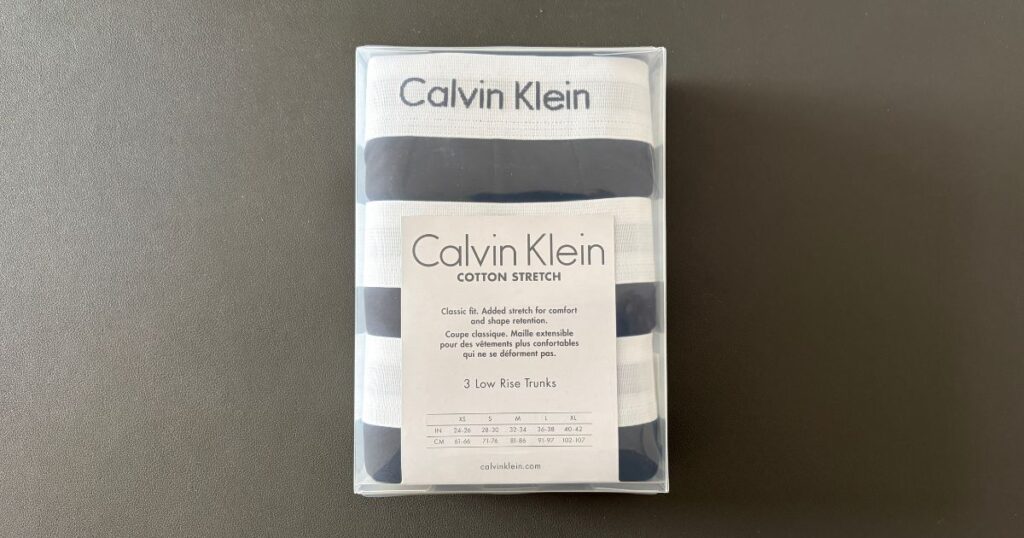 Calvin Klein
Calvin Klein
COTTON STRETCH
Classic fit. Added stretch for comfort
and shape retention.
Coupe classique. Maille extensible
pour des vêtements plus confortables
qui ne se déforment pas.
3 Low Rise Trunks
XS S M L XL
IN 24-26 28-30 32-34 36-38 40-42
CM 61-66 71-76 81-86 91-97 102-107
calvinklein.com